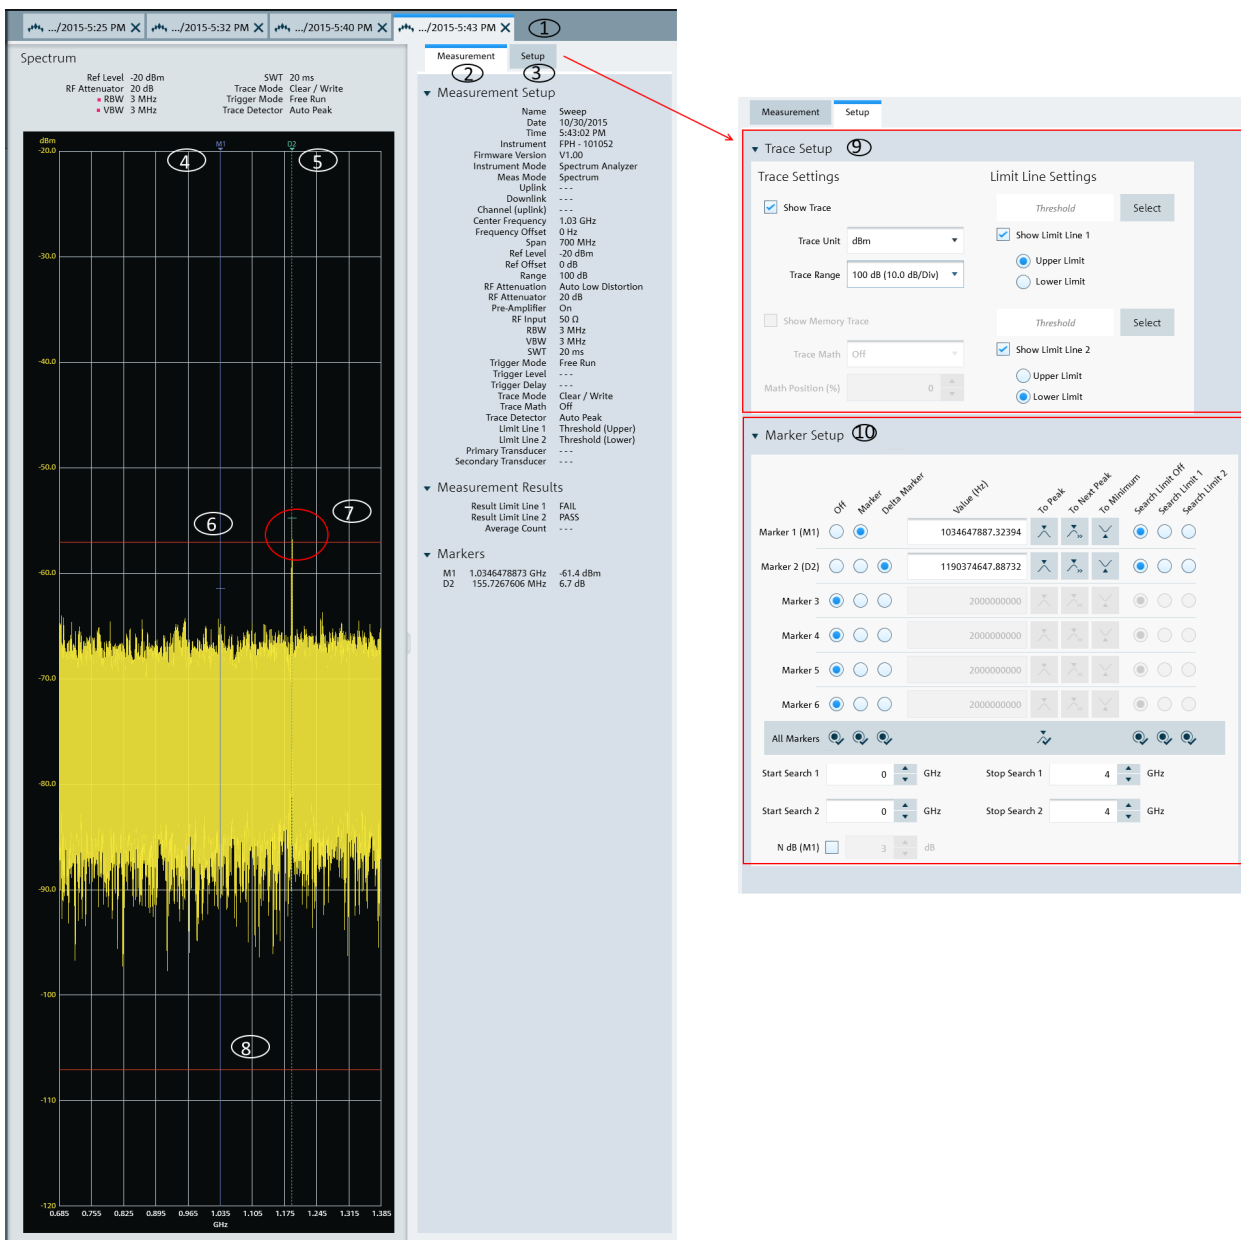 .../2015-5:25 PM
.../2015-5:32 PM
.../2015-5:40 PM
.../2015-5:43 PM
1
Spectrum
Ref Level -20 dBm
SWT 20 ms
RF Attenuator 20 dB
Trace Mode Clear / Write
RBW 3 MHz
Trigger Mode Free Run
VBW 3 MHz
Trace Detector Auto Peak
dBm
-20.0
M1
D2
4
5
-30.0
-40.0
-50.0
6
7
-60.0
-70.0
-80.0
-90.0
-100
8
-110
-120
0.685 0.755 0.825 0.895 0.965 1.035 1.105 1.175 1.245 1.315 1.385
GHz
Measurement
Setup
2
3
Measurement Setup
Name Sweep
Date 10/30/2015
Time 5:43:02 PM
Instrument FPH - 101052
Firmware Version V1.00
Instrument Mode Spectrum Analyzer
Meas Mode Spectrum
Uplink ---
Downlink ---
Channel (uplink) ---
Center Frequency 1.03 GHz
Frequency Offset 0 Hz
Span 700 MHz
Ref Level -20 dBm
Ref Offset 0 dB
Range 100 dB
RF Attenuation Auto Low Distortion
RF Attenuator 20 dB
Pre-Amplifier On
RF Input 50 Ω
RBW 3 MHz
VBW 3 MHz
SWT 20 ms
Trigger Mode Free Run
Trigger Level ---
Trigger Delay ---
Trace Mode Clear / Write
Trace Math Off
Trace Detector Auto Peak
Limit Line 1 Threshold (Upper)
Limit Line 2 Threshold (Lower)
Primary Transducer ---
Secondary Transducer ---
Measurement Results
Result Limit Line 1 FAIL
Result Limit Line 2 PASS
Average Count ---
Markers
M1 1.0346478873 GHz -61.4 dBm
D2 155.7267606 MHz 6.7 dB
Measurement
Setup
Trace Setup
9
Trace Settings
Limit Line Settings
Show Trace
Threshold
Select
Trace Unit dBm
Show Limit Line 1
Upper Limit
Trace Range 100 dB (10.0 dB/Div)
Lower Limit
Show Memory Trace
Threshold
Select
Trace Math Off
Show Limit Line 2
Upper Limit
Math Position (%) 0
Lower Limit
Marker Setup
10
Off
Marker
Delta Marker
Value (Hz)
To Peak
To Next Peak
To Minimum
Search Limit Off
Search Limit 1
Search Limit 2
Marker 1 (M1) 1034647887.32394
Marker 2 (D2) 1190374647.88732
Marker 3 2000000000
Marker 4 2000000000
Marker 5 2000000000
Marker 6 2000000000
All Markers
Start Search 1 0 GHz Stop Search 1 4 GHz
Start Search 2 0 GHz Stop Search 2 4 GHz
N dB (M1) 3 dB